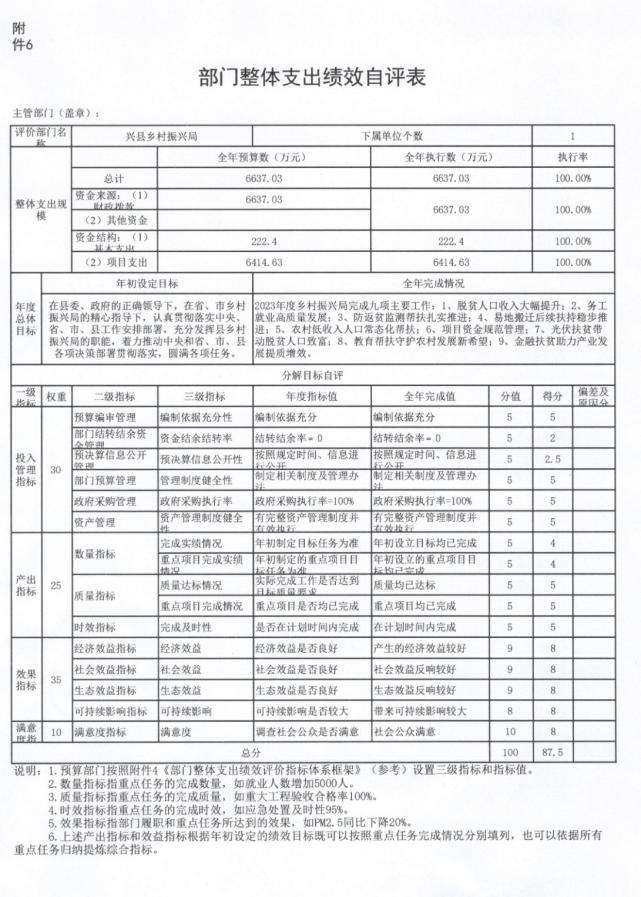 附
件6
部门整体支出绩效自评表
主管部门（盖章）：
评价部门名称 兴县乡村振兴局 下属单位个数 1
整体支出规模 全年预算数（万元） 全年执行数（万元） 执行率
总计 6637.03 6637.03 100.00%
资金来源：（1）财政拨款 6637.03 6637.03 100.00%
（2）其他资金
资金结构：（1）基本支出 222.4 222.4 100.00%
（2）项目支出 6414.63 6414.63 100.00%
年度总体目标 年初设定目标 全年完成情况
在县委、政府的正确领导下，在省、市乡村
振兴局的精心指导下，认真贯彻落实中央、
省、市、县工作安排部署，充分发挥县乡村
振兴局的职能，着力推动中央和省、市、县
各项决策部署贯彻落实，圆满各项任务。
2023年度乡村振兴局完成九项主要工作：1、脱贫人口收入大幅提升；2、务工
就业高质量发展；3、防返贫监测帮扶扎实推进；4、易地搬迁后续扶持稳步推
进；5、农村低收入人口常态化帮扶；6、项目资金规范管理；7、光伏扶贫带
动脱贫人口致富；8、教育帮扶守护农村发展新希望；9、金融扶贫助力产业发
展提质增效。
分解目标自评
一级指标 权重 二级指标 三级指标 年度指标值 全年完成值 分值 得分 偏差及原因分
投入管理指标 30 预算编审管理 编制依据充分性 编制依据充分 编制依据充分 5 5
部门结转结余资金管理 资金结余结转率 结转结余率＝0 结转结余率＝0 5 2
预决算信息公开管理 预决算信息公开性 按照规定时间、信息进行公开 按照规定时间、信息进行公开 5 2.5
部门预算管理 管理制度健全性 制定相关制度及管理办法 制定相关制度及管理办法 5 5
政府采购管理 政府采购执行率 政府采购执行率=100% 政府采购执行率=100% 5 5
资产管理 资产管理制度健全性 有完整资产管理制度并有效执行 有完整资产管理制度并有效执行 5 5
产出指标 25 数量指标 完成实绩情况 年初制定目标任务为准 年初设立目标均已完成 5 4
重点项目完成实绩情况 年初制定的重点项目目标任务为准 年初设立的重点项目目标均已完成 5 4
质量指标 质量达标情况 实际完成工作是否达到目标质量要求 质量均已达标 5 5
重点项目完成情况 重点项目是否均已完成 重点项目均已完成 5 5
时效指标 完成及时性 是否在计划时间内完成 在计划时间内完成 5 5
效果指标 35 经济效益指标 经济效益 经济效益是否良好 产生的经济效益较好 9 8
社会效益指标 社会效益 社会效益是否良好 社会效益反响较好 9 8
生态效益指标 生态效益 生态效益是否良好 生态效益反映较好 9 8
可持续影响指标 可持续影响 可持续影响是否较大 带来可持续影响较大 8 8
满意度指 10 满意度指标 满意度 调查社会公众是否满意 社会公众满意 10 8
总分 100 87.5
说明：1.预算部门按照附件4《部门整体支出绩效评价指标体系框架》（参考）设置三级指标和指标值。
2.数量指标指重点任务的完成数量，如就业人数增加5000人。
3.质量指标指重点任务的完成质量，如重大工程验收合格率100%。
4.时效指标指重点任务的完成时效，如应急处置及时性95%。
5.效果指标指部门履职和重点任务所达到的效果，如PM2.5同比下降20%。
6.上述产出指标和效益指标根据年初设定的绩效目标既可以按照重点任务完成情况分别填列，也可以依据所有
重点任务归纳提炼综合指标。